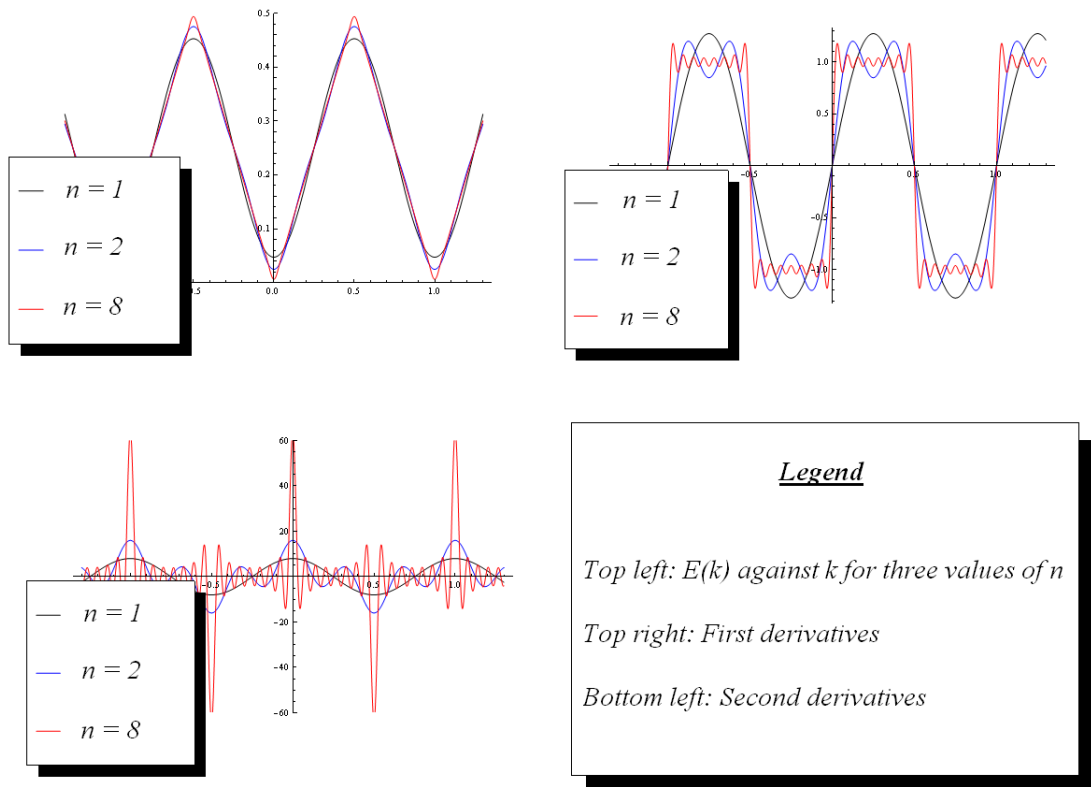 0.5
0.3
0.2
0.1
0.0
0.5
1.0
n = 1
n = 2
n = 8
1.0
0.5
-0.5
0.5
1.0
-0.5
-1.0
n = 1
n = 2
n = 8
60
40
20
-0.5
0.5
1.0
-20
-40
-60
n = 1
n = 2
n = 8
Legend
Top left: E(k) against k for three values of n
Top right: First derivatives
Bottom left: Second derivatives